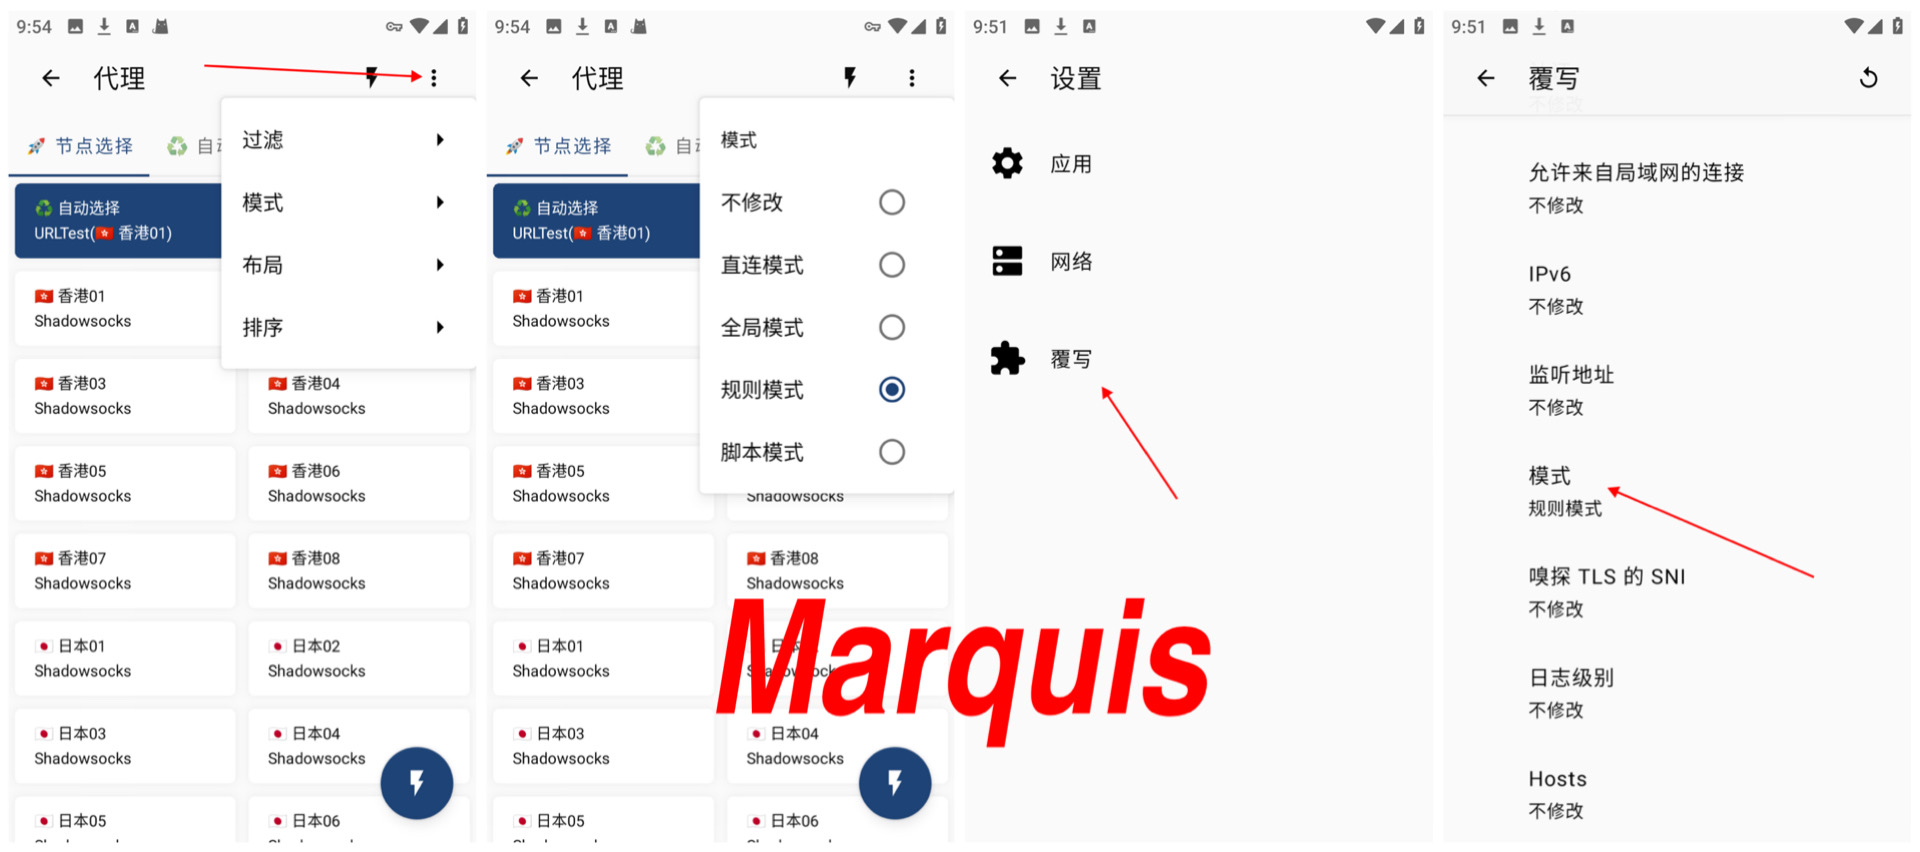 9:54
代理
节点选择
自动选择
URLTest(香港01)
香港01
Shadowsocks
过滤
模式
布局
排序
香港03
Shadowsocks
香港04
Shadowsocks
香港05
Shadowsocks
香港06
Shadowsocks
香港07
Shadowsocks
香港08
Shadowsocks
日本01
Shadowsocks
日本02
Shadowsocks
日本03
Shadowsocks
日本04
Shadowsocks
日本05
日本06
9:54
代理
节点选择
自动选择
URLTest(香港01)
香港01
Shadowsocks
模式
不修改
直连模式
全局模式
规则模式
脚本模式
香港03
Shadowsocks
香港05
Shadowsocks
Shadowsocks
香港07
Shadowsocks
香港08
Shadowsocks
日本01
Shadowsocks
日本03
Shadowsocks
日本04
Shadowsocks
日本05
日本06
Marquis
9:51
设置
应用
网络
覆写
9:51
覆写
不修改
允许来自局域网的连接
不修改
IPv6
不修改
监听地址
不修改
模式
规则模式
嗅探 TLS 的 SNI
不修改
日志级别
不修改
Hosts
不修改